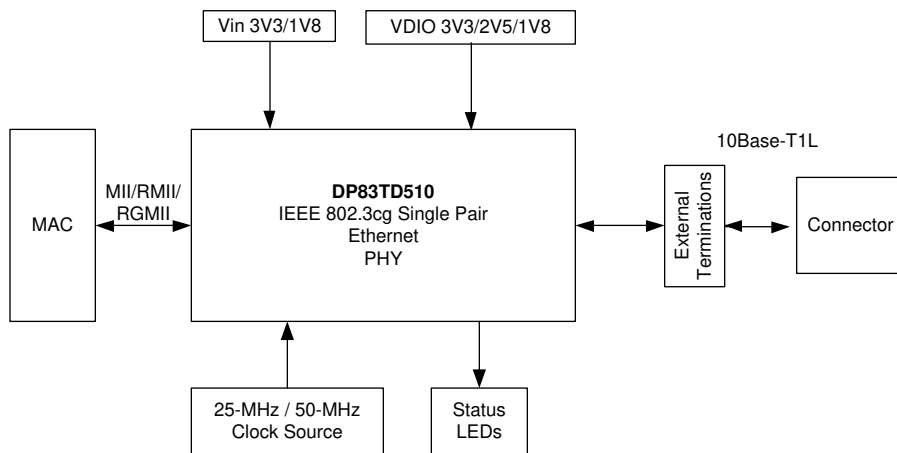 Vin 3V3/1V8
VDIO 3V3/2V5/1V8
MAC
MII/RMII/
RGMII
DP83TD510
IEEE 802.3cg Single Pair
Ethernet
PHY
10Base-T1L
External
Terminations
Connector
25-MHz / 50-MHz
Clock Source
Status
LEDs